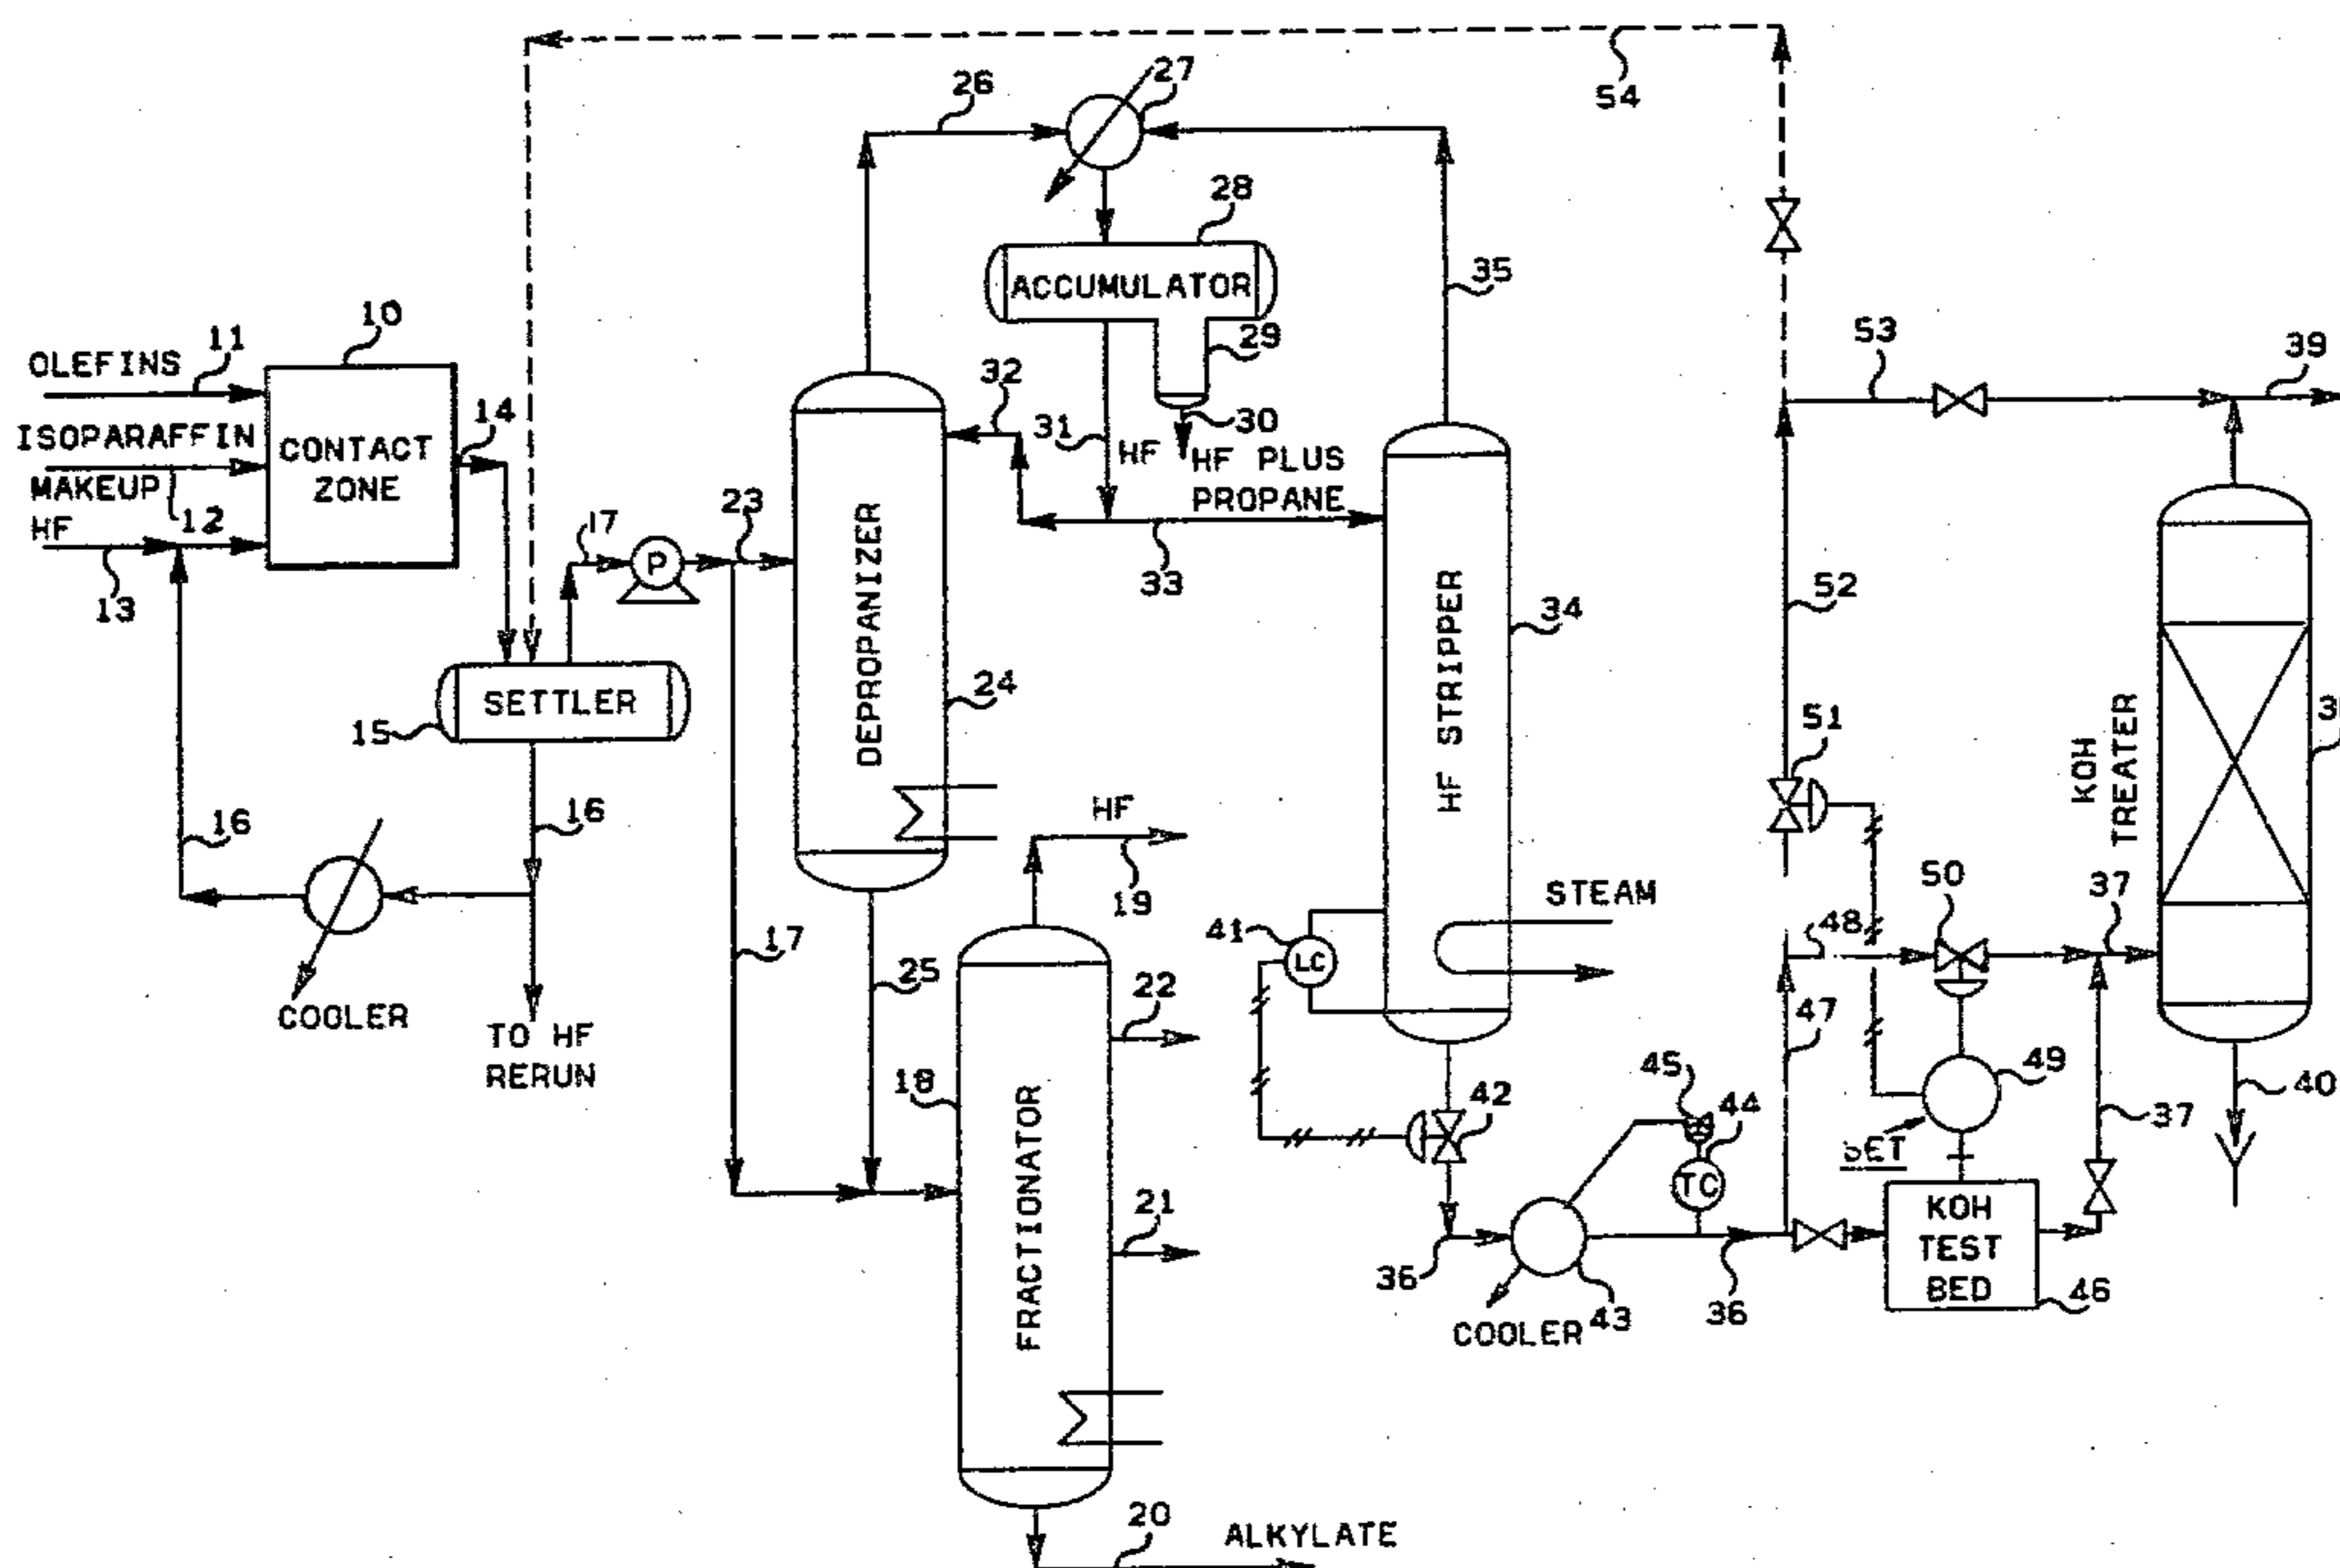 54
27
26
28
ACCUMULATOR
35
29
10
11
OLEFINS
53
39
32
14
ISOPARAFFIN
CONTACT
ZONE
31
HF
30
HF PLUS
PROPANE
MAKEUP
HF
12
17
23
P
13
33
52
DEPROPANIZER
HF STRIPPER
34
24
SETTLER
15
51
KOH
TREATER
16
16
HF
19
STEAM
50
37
41
LC
17
25
48
22
COOLER
TO HF
RERUN
47
18
45
44
49
40
42
37
SET
TC
FRACTIONATOR
21
KOH
TEST
BED
36
43
36
46
COOLER
20
ALKYLATE